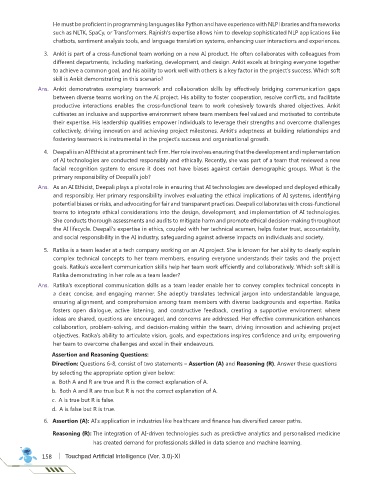 He must be proficient in programming languages like Python and have experience with NLP libraries and frameworks
such as NLTK, SpaCy, or Transformers. Rajnish's expertise allows him to develop sophisticated NLP applications like
chatbots, sentiment analysis tools, and language translation systems, enhancing user interactions and experiences.
3. Ankit is part of a cross-functional team working on a new AI product. He often collaborates with colleagues from
different departments, including marketing, development, and design. Ankit excels at bringing everyone together
to achieve a common goal, and his ability to work well with others is a key factor in the project's success. Which soft
skill is Ankit demonstrating in this scenario?
Ans. Ankit demonstrates exemplary teamwork and collaboration skills by effectively bridging communication gaps
between diverse teams working on the AI project. His ability to foster cooperation, resolve conflicts, and facilitate
productive interactions enables the cross-functional team to work cohesively towards shared objectives. Ankit
cultivates an inclusive and supportive environment where team members feel valued and motivated to contribute
their expertise. His leadership qualities empower individuals to leverage their strengths and overcome challenges
collectively, driving innovation and achieving project milestones. Ankit's adeptness at building relationships and
fostering teamwork is instrumental in the project's success and organisational growth.
4. Deepali is an AI Ethicist at a prominent tech firm. Her role involves ensuring that the development and implementation
of AI technologies are conducted responsibly and ethically. Recently, she was part of a team that reviewed a new
facial recognition system to ensure it does not have biases against certain demographic groups. What is the
primary responsibility of Deepali's job?
Ans. As an AI Ethicist, Deepali plays a pivotal role in ensuring that AI technologies are developed and deployed ethically
and responsibly. Her primary responsibility involves evaluating the ethical implications of AI systems, identifying
potential biases or risks, and advocating for fair and transparent practices. Deepali collaborates with cross-functional
teams to integrate ethical considerations into the design, development, and implementation of AI technologies.
She conducts thorough assessments and audits to mitigate harm and promote ethical decision-making throughout
the AI lifecycle. Deepali's expertise in ethics, coupled with her technical acumen, helps foster trust, accountability,
and social responsibility in the AI industry, safeguarding against adverse impacts on individuals and society.
5. Ratika is a team leader at a tech company working on an AI project. She is known for her ability to clearly explain
complex technical concepts to her team members, ensuring everyone understands their tasks and the project
goals. Ratika's excellent communication skills help her team work efficiently and collaboratively. Which soft skill is
Ratika demonstrating in her role as a team leader?
Ans. Ratika's exceptional communication skills as a team leader enable her to convey complex technical concepts in
a clear, concise, and engaging manner. She adeptly translates technical jargon into understandable language,
ensuring alignment, and comprehension among team members with diverse backgrounds and expertise. Ratika
fosters open dialogue, active listening, and constructive feedback, creating a supportive environment where
ideas are shared, questions are encouraged, and concerns are addressed. Her effective communication enhances
collaboration, problem-solving, and decision-making within the team, driving innovation and achieving project
objectives. Ratika's ability to articulate vision, goals, and expectations inspires confidence and unity, empowering
her team to overcome challenges and excel in their endeavours.
Assertion and Reasoning Questions:
Direction: Questions 6-8, consist of two statements – Assertion (A) and Reasoning (R). Answer these questions
by selecting the appropriate option given below:
a. Both A and R are true and R is the correct explanation of A.
b. Both A and R are true but R is not the correct explanation of A.
c. A is true but R is false.
d. A is false but R is true.
6. Assertion (A): AI's application in industries like healthcare and finance has diversified career paths.
Reasoning (R): The integration of AI-driven technologies such as predictive analytics and personalised medicine
has created demand for professionals skilled in data science and machine learning.
158 Touchpad Artificial Intelligence (Ver. 3.0)-XI